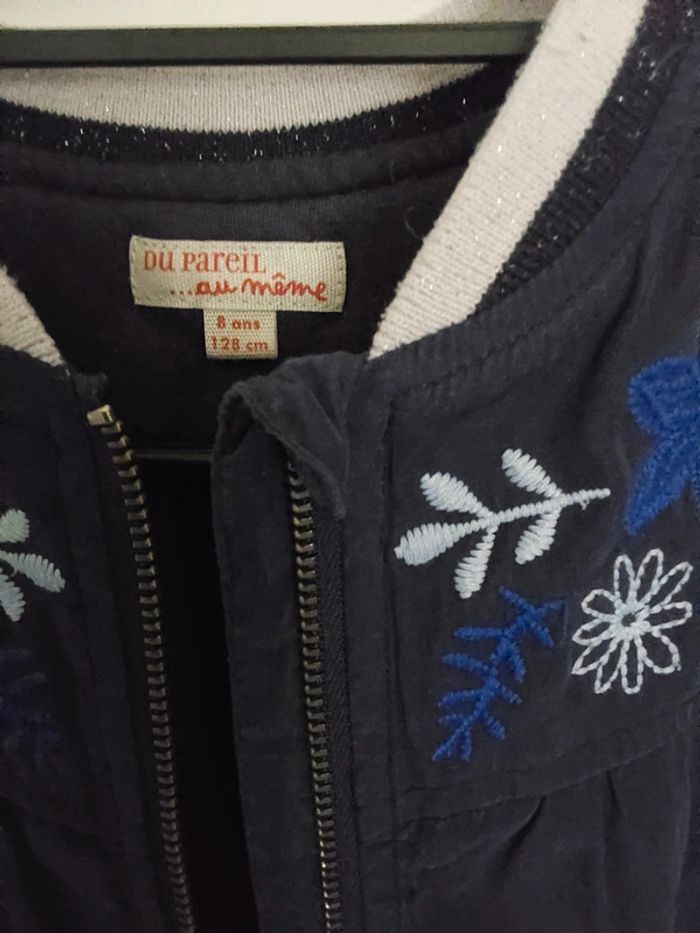 DU PAREIL
...au même
8 ans
128 cm